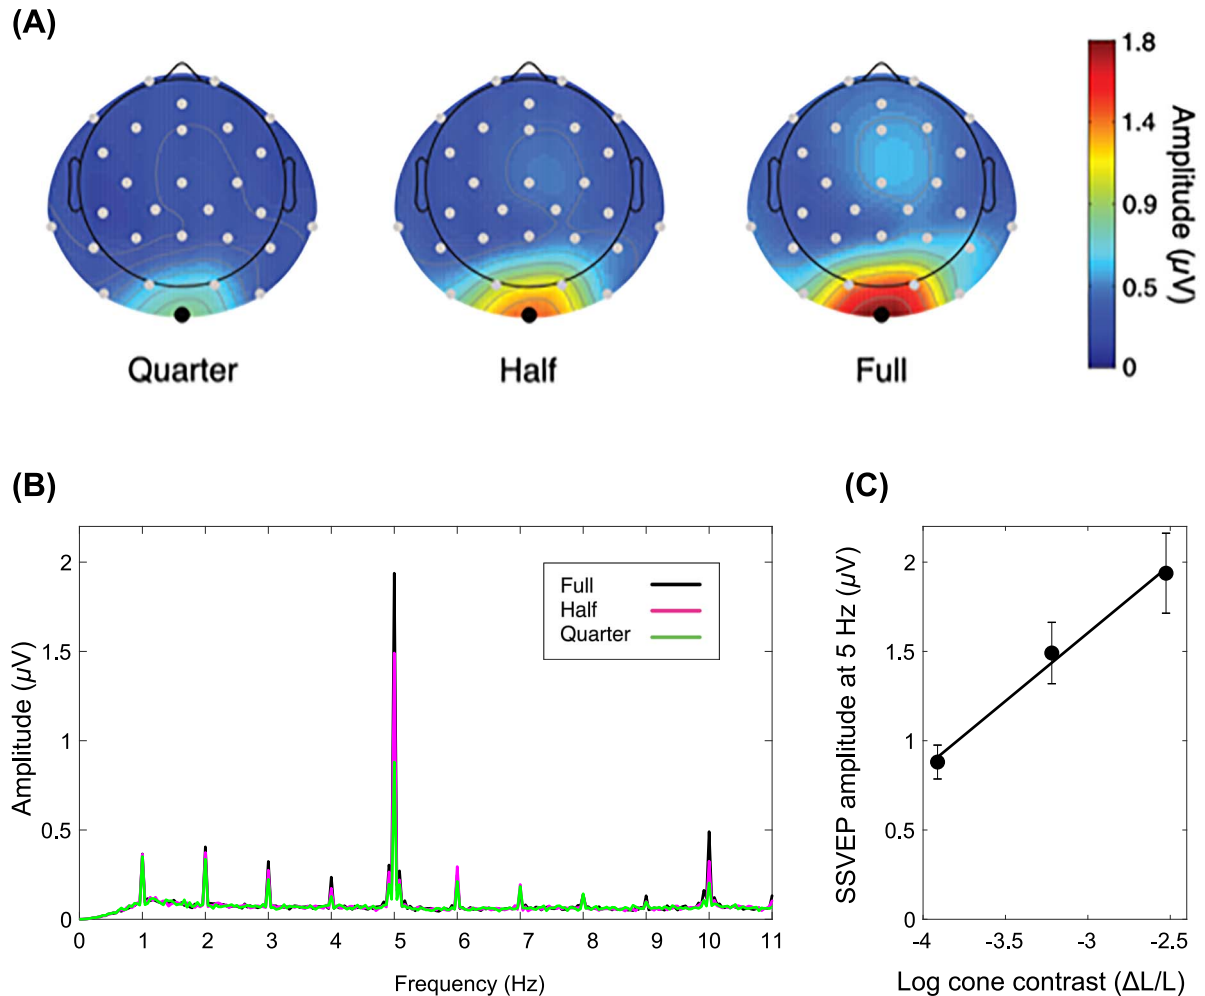 (A)
1.8
1.4
0.9
0.5
0
Amplitude (µV)
Quarter
Half
Full
(B)
2
1.5
1
0.5
0
Amplitude (µV)
Full
Half
Quarter
0 1 2 3 4 5 6 7 8 9 10 11
Frequency (Hz)
(C)
2
1.5
1
0.5
0
SSVEP amplitude at 5 Hz (µV)
-4 -3.5 -3 -2.5
Log cone contrast (ΔL/L)